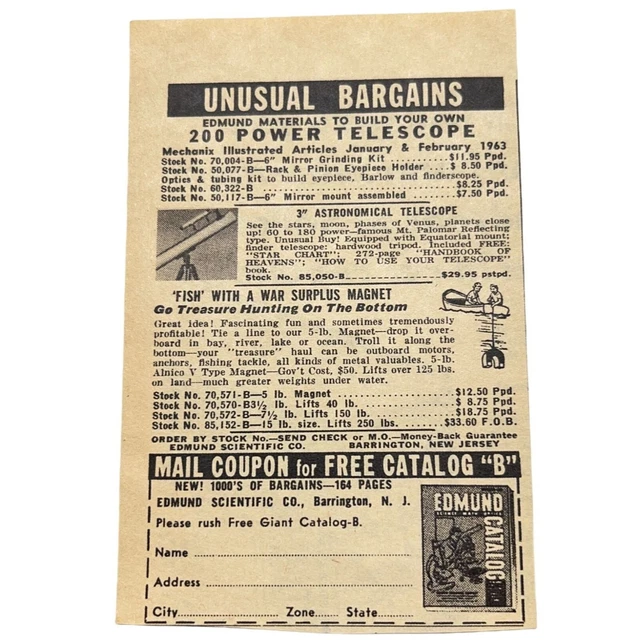 UNUSUAL BARGAINS
EDMUND MATERIALS TO BUILD YOUR OWN
200 POWER TELESCOPE
Mechanix Illustrated Articles January & February 1963
Stock No. 70,004-B—6" Mirror Grinding Kit ..........$11.95 Ppd.
Stock No. 50,077-B—Rack & Pinion Eyepiece Holder ....$ 8.50 Ppd.
Optics & tubing kit to build eyepiece, Barlow and finderscope.
Stock No. 60,322-B ..........$8.25 Ppd.
Stock No. 50,117-B—6" Mirror mount assembled ........$7.50 Ppd.
3" ASTRONOMICAL TELESCOPE
See the stars, moon, phases of Venus, planets close
up! 60 to 180 power—famous Mt. Palomar Reflecting
type. Unusual Buy! Equipped with Equatorial mount;
finder telescope: hardwood tripod. Included FREE:
"STAR CHART"; 272-page "HANDBOOK OF
HEAVENS"; "HOW TO USE YOUR TELESCOPE"
book.
Stock No. 85,050-B_______________$29.95 pstpd.
'FISH' WITH A WAR SURPLUS MAGNET
Go Treasure Hunting On The Bottom
Great idea! Fascinating fun and sometimes tremendously
profitable! Tie a line to our 5-lb. Magnet—drop it over-
board in bay, river, lake or ocean. Troll it along the
bottom—your "treasure" haul can be outboard motors,
anchors, fishing tackle, all kinds of metal valuables. 5-lb.
Alnico V Type Magnet—Gov't Cost, $50. Lifts over 125 lbs.
on land—much greater weights under water.
Stock No. 70,571-B—5 lb. Magnet ..........$12.50 Ppd.
Stock No. 70,570-B3½ lb. Lifts 40 lb. ..........$ 8.75 Ppd.
Stock No. 70,572-B—7½ lb. Lifts 150 lb. ..........$18.75 Ppd.
Stock No. 85,152-B—15 lb. size. Lifts 250 lbs. .....$33.60 F.O.B.
ORDER BY STOCK No.—SEND CHECK or M.O.—Money-Back Guarantee
EDMUND SCIENTIFIC CO. BARRINGTON, NEW JERSEY
MAIL COUPON for FREE CATALOG "B"
NEW! 1000'S OF BARGAINS—164 PAGES
EDMUND SCIENTIFIC CO., Barrington, N. J.
Please rush Free Giant Catalog-B.
Name ....................
Address ....................
City.......... Zone...... State..........
EDMUND
SCIENCE MATH OPTICS
CATALOG